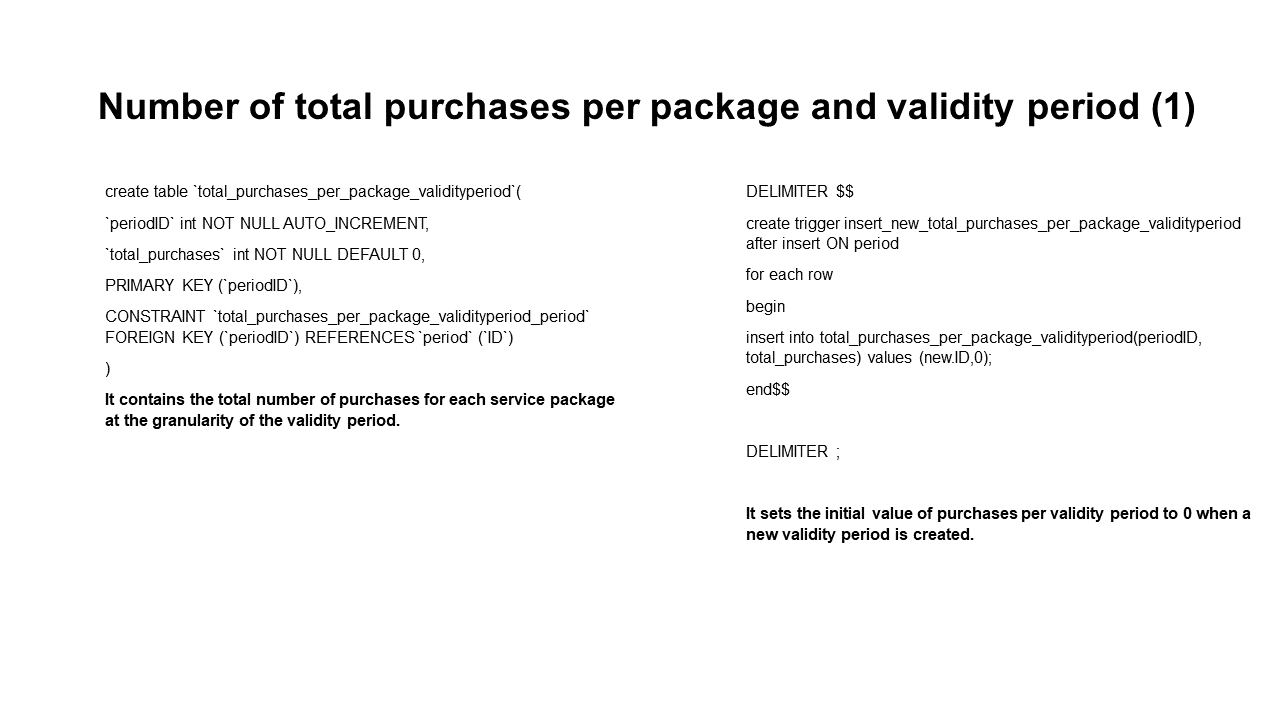 Number of total purchases per package and validity period (1)
create table `total_purchases_per_package_validityperiod`(
`periodID` int NOT NULL AUTO_INCREMENT,
`total_purchases` int NOT NULL DEFAULT 0,
PRIMARY KEY (`periodID`),
CONSTRAINT `total_purchases_per_package_validityperiod_period`
FOREIGN KEY (`periodID`) REFERENCES `period` (`ID`)
)
It contains the total number of purchases for each service package
at the granularity of the validity period.
DELIMITER $$
create trigger insert_new_total_purchases_per_package_validityperiod
after insert ON period
for each row
begin
insert into total_purchases_per_package_validityperiod(periodID,
total_purchases) values (new.ID,0);
end$$
DELIMITER ;
It sets the initial value of purchases per validity period to 0 when a
new validity period is created.